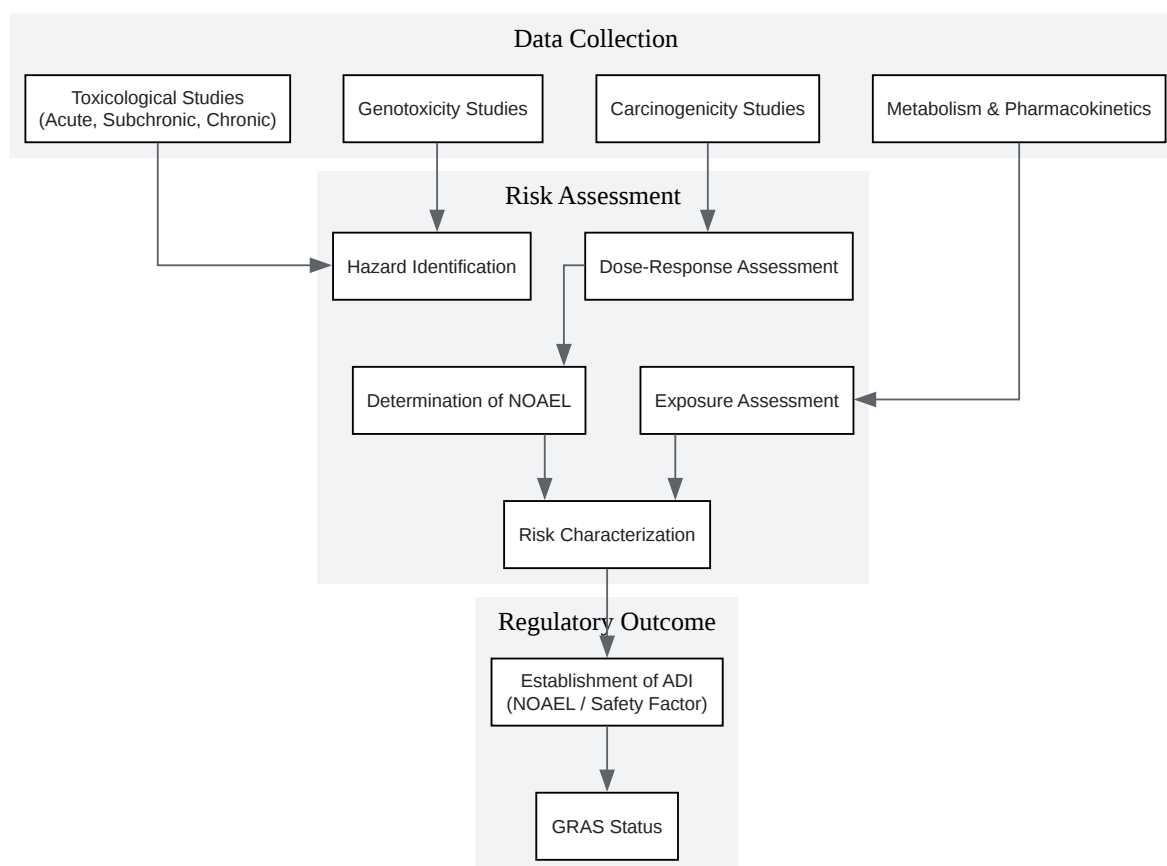 Data Collection
Toxicological Studies
(Acute, Subchronic, Chronic)
Genotoxicity Studies
Carcinogenicity Studies
Metabolism & Pharmacokinetics
Risk Assessment
Hazard Identification
Dose-Response Assessment
Determination of NOAEL
Exposure Assessment
Risk Characterization
Regulatory Outcome
Establishment of ADI
(NOAEL / Safety Factor)
GRAS Status